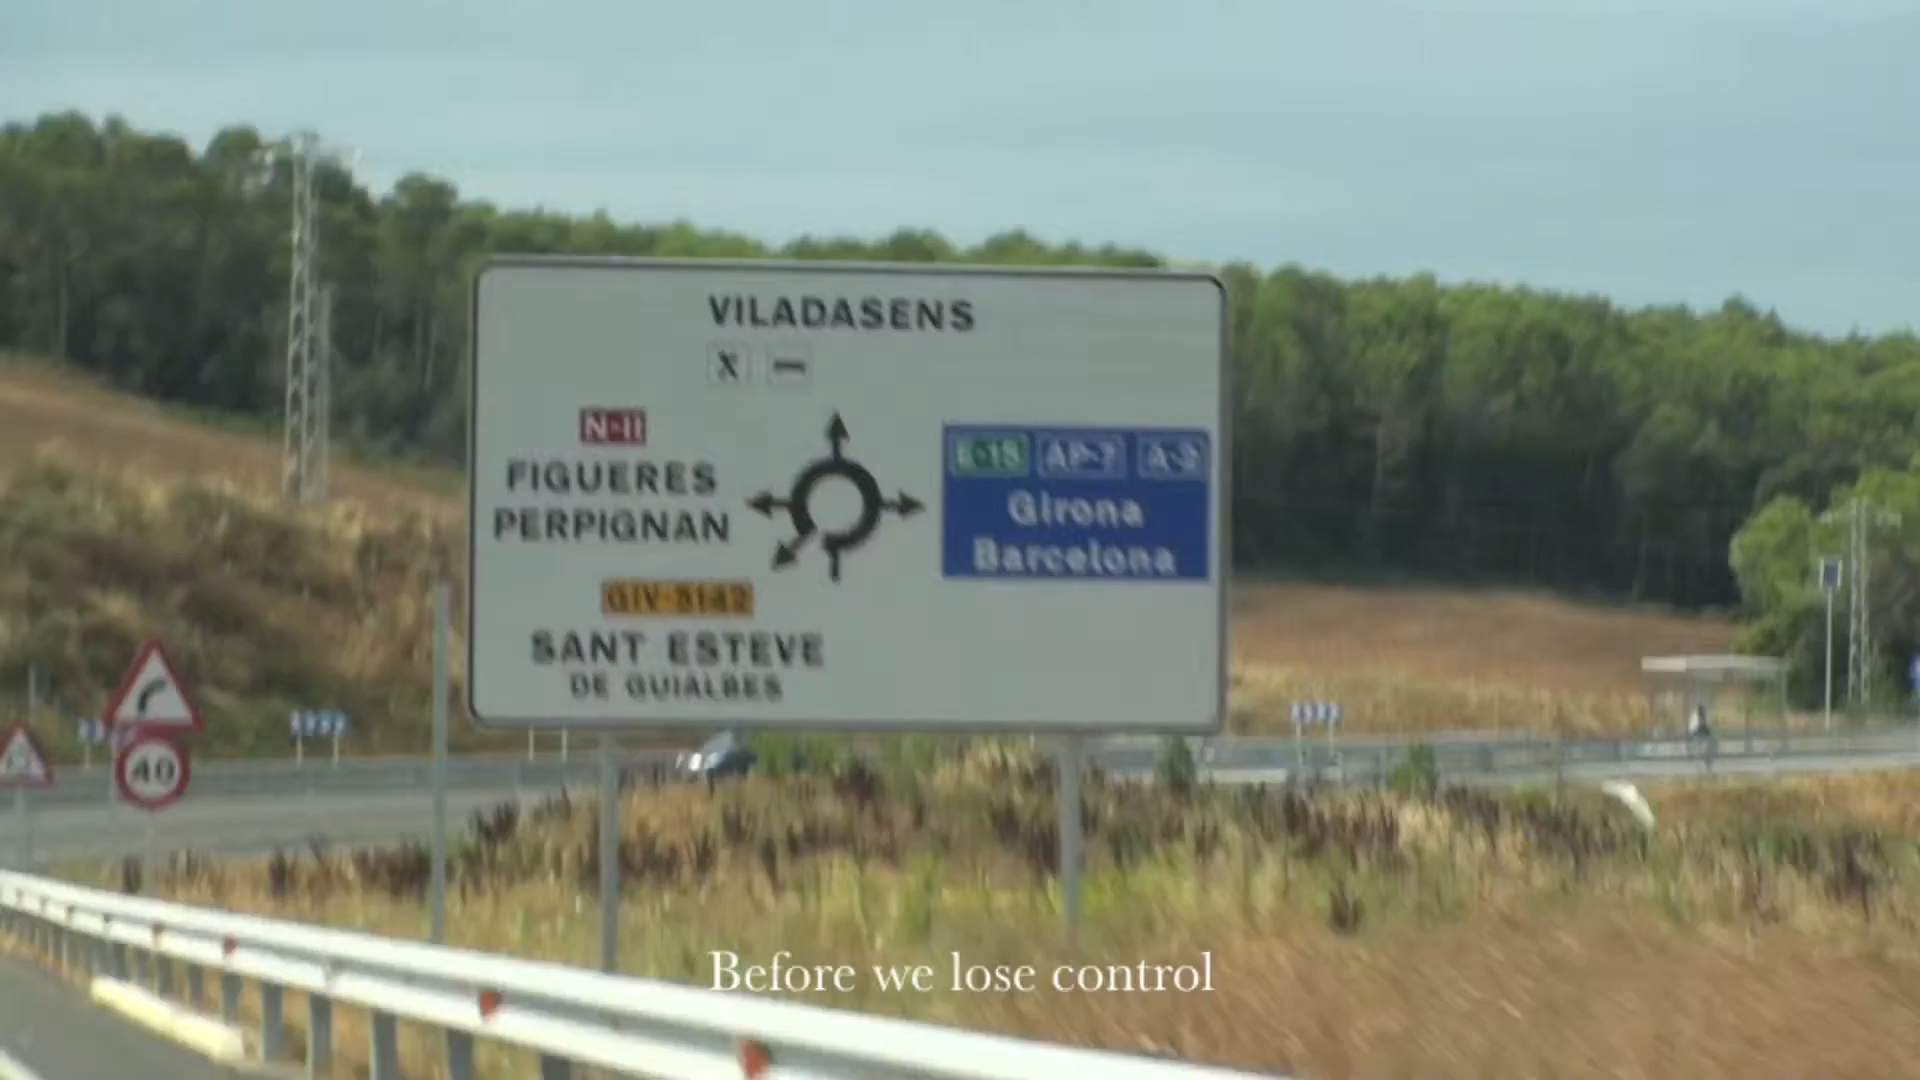 VILADASENS
N-II
FIGUERES
PERPIGNAN
E-15 AP-7 A-2
Girona
Barcelona
GIV-5142
SANT ESTEVE
DE GUIALBES
40
Before we lose control